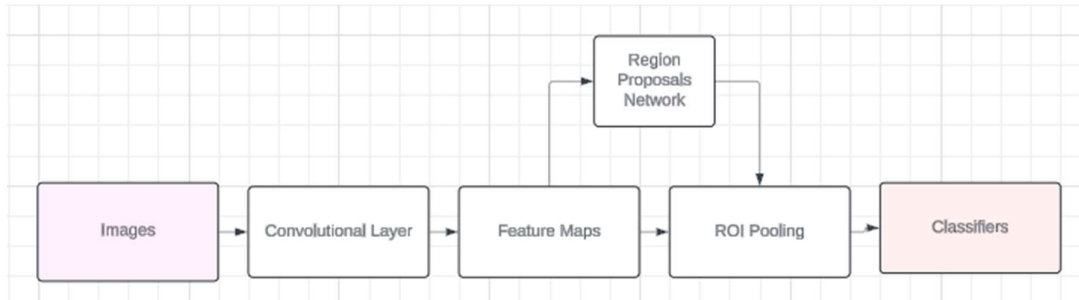 Region
Proposals
Network
Images
Convolutional Layer
Feature Maps
ROI Pooling
Classifiers